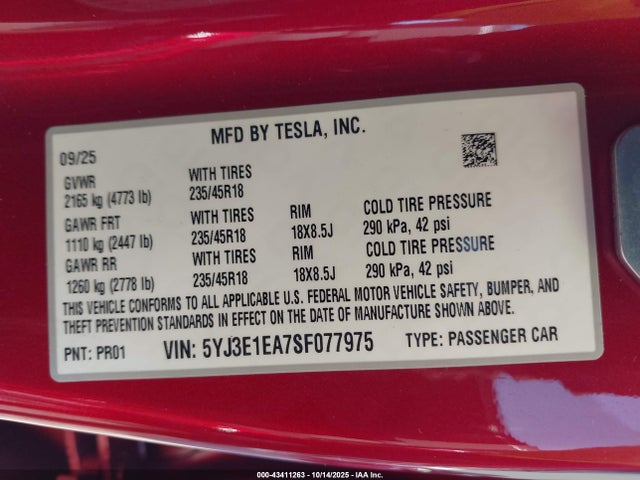 MFD BY TESLA, INC.
09/25
GVWR WITH TIRES
2165 kg (4773 lb) 235/45R18
GAWR FRT WITH TIRES RIM COLD TIRE PRESSURE
1110 kg (2447 lb) 235/45R18 18X8.5J 290 kPa, 42 psi
GAWR RR WITH TIRES RIM COLD TIRE PRESSURE
1260 kg (2778 lb) 235/45R18 18X8.5J 290 kPa, 42 psi
THIS VEHICLE CONFORMS TO ALL APPLICABLE U.S. FEDERAL MOTOR VEHICLE SAFETY, BUMPER, AND
THEFT PREVENTION STANDARDS IN EFFECT ON THE DATE OF MANUFACTURE SHOWN ABOVE.
PNT: PR01 VIN: 5YJ3E1EA7SF077975 TYPE: PASSENGER CAR
000-43411263 - 10/14/2025 - IAA Inc.